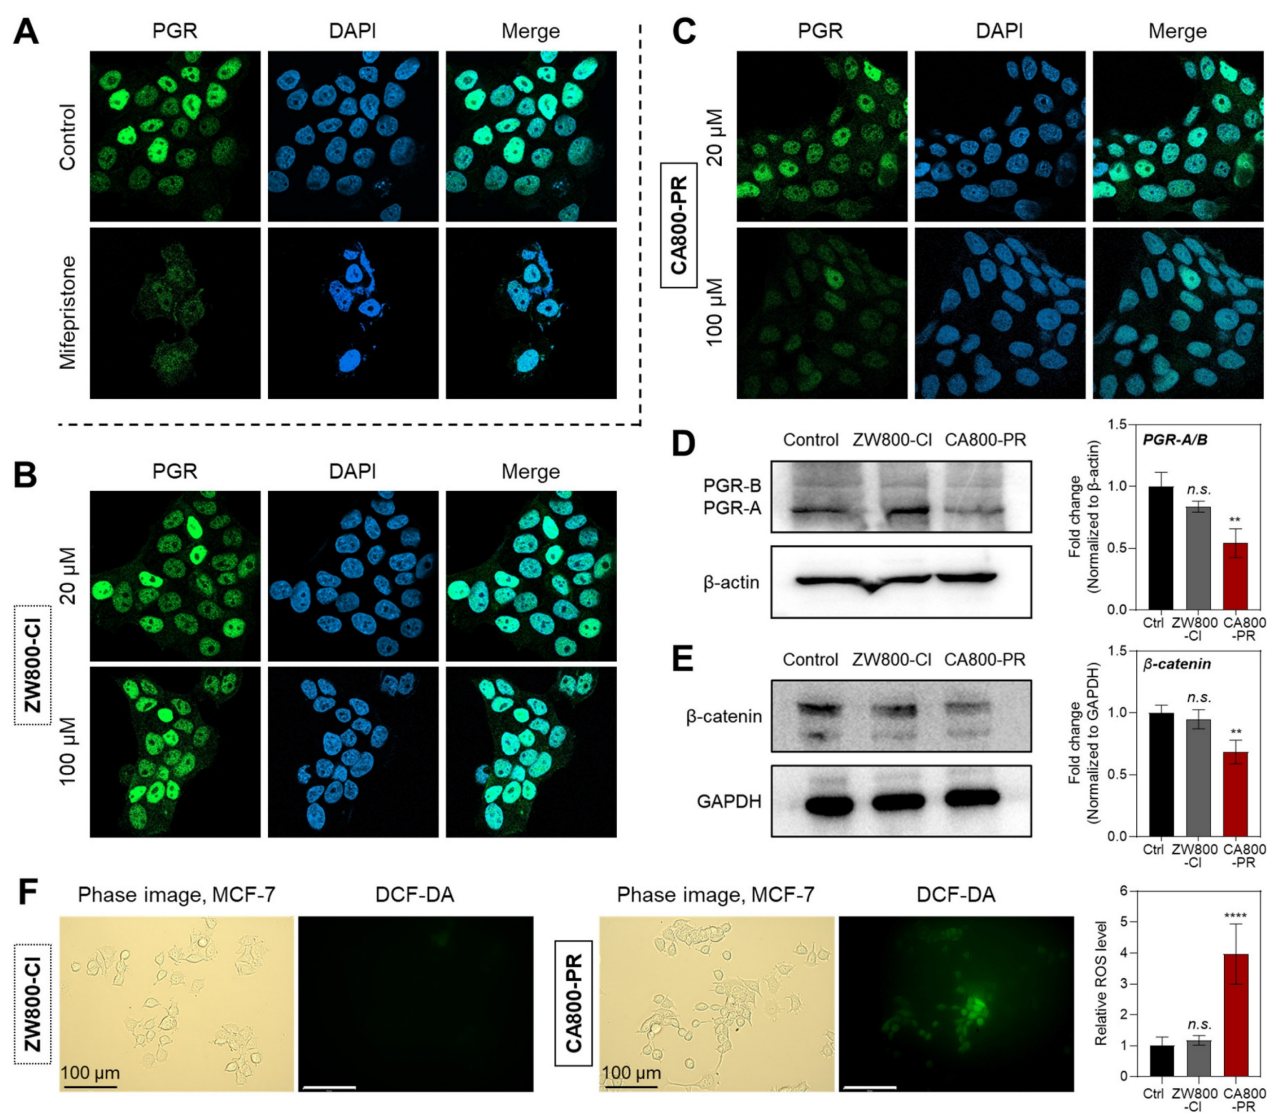 A
PGR DAPI Merge
Control
Mifepristone
B
PGR DAPI Merge
ZW800-Cl
20 μM
100 μM
C
PGR DAPI Merge
CA800-PR
20 μM
100 μM
D
Control ZW800-Cl CA800-PR
PGR-B
PGR-A
β-actin
Fold change
(Normalized to β-actin)
1.5
1.0
0.5
0.0
PGR-A/B
n.s.
**
Ctrl ZW800 CA800
-Cl -PR
E
Control ZW800-Cl CA800-PR
β-catenin
GAPDH
Fold change
(Normalized to GAPDH)
1.5
1.0
0.5
0.0
β-catenin
n.s.
**
Ctrl ZW800 CA800
-Cl -PR
F
Phase image, MCF-7 DCF-DA
ZW800-Cl
100 μm
Phase image, MCF-7 DCF-DA
CA800-PR
100 μm
Relative ROS level
6
5
4
3
2
1
0
n.s.
****
Ctrl ZW800 CA800
-Cl -PR